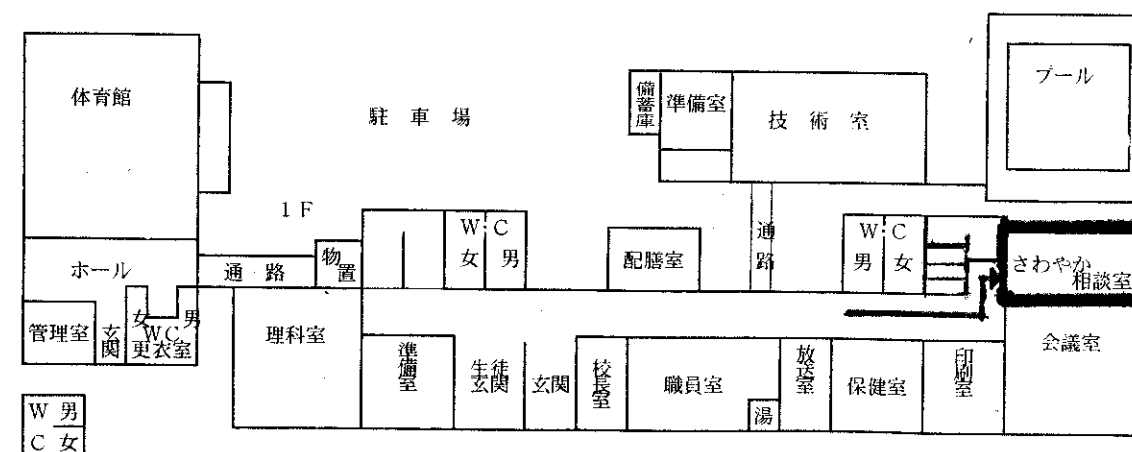 体育館
駐車場
備蓄庫
準備室
技術室
プール
1F
ホール
通路
物置
WC
女 男
配膳室
通路
WC
男 女
さわやか
相談室
管理室
玄関
女 男
WC
更衣室
理科室
準備室
生徒玄関
玄関
校長室
職員室
湯
放送室
保健室
印刷室
会議室
W 男
C 女